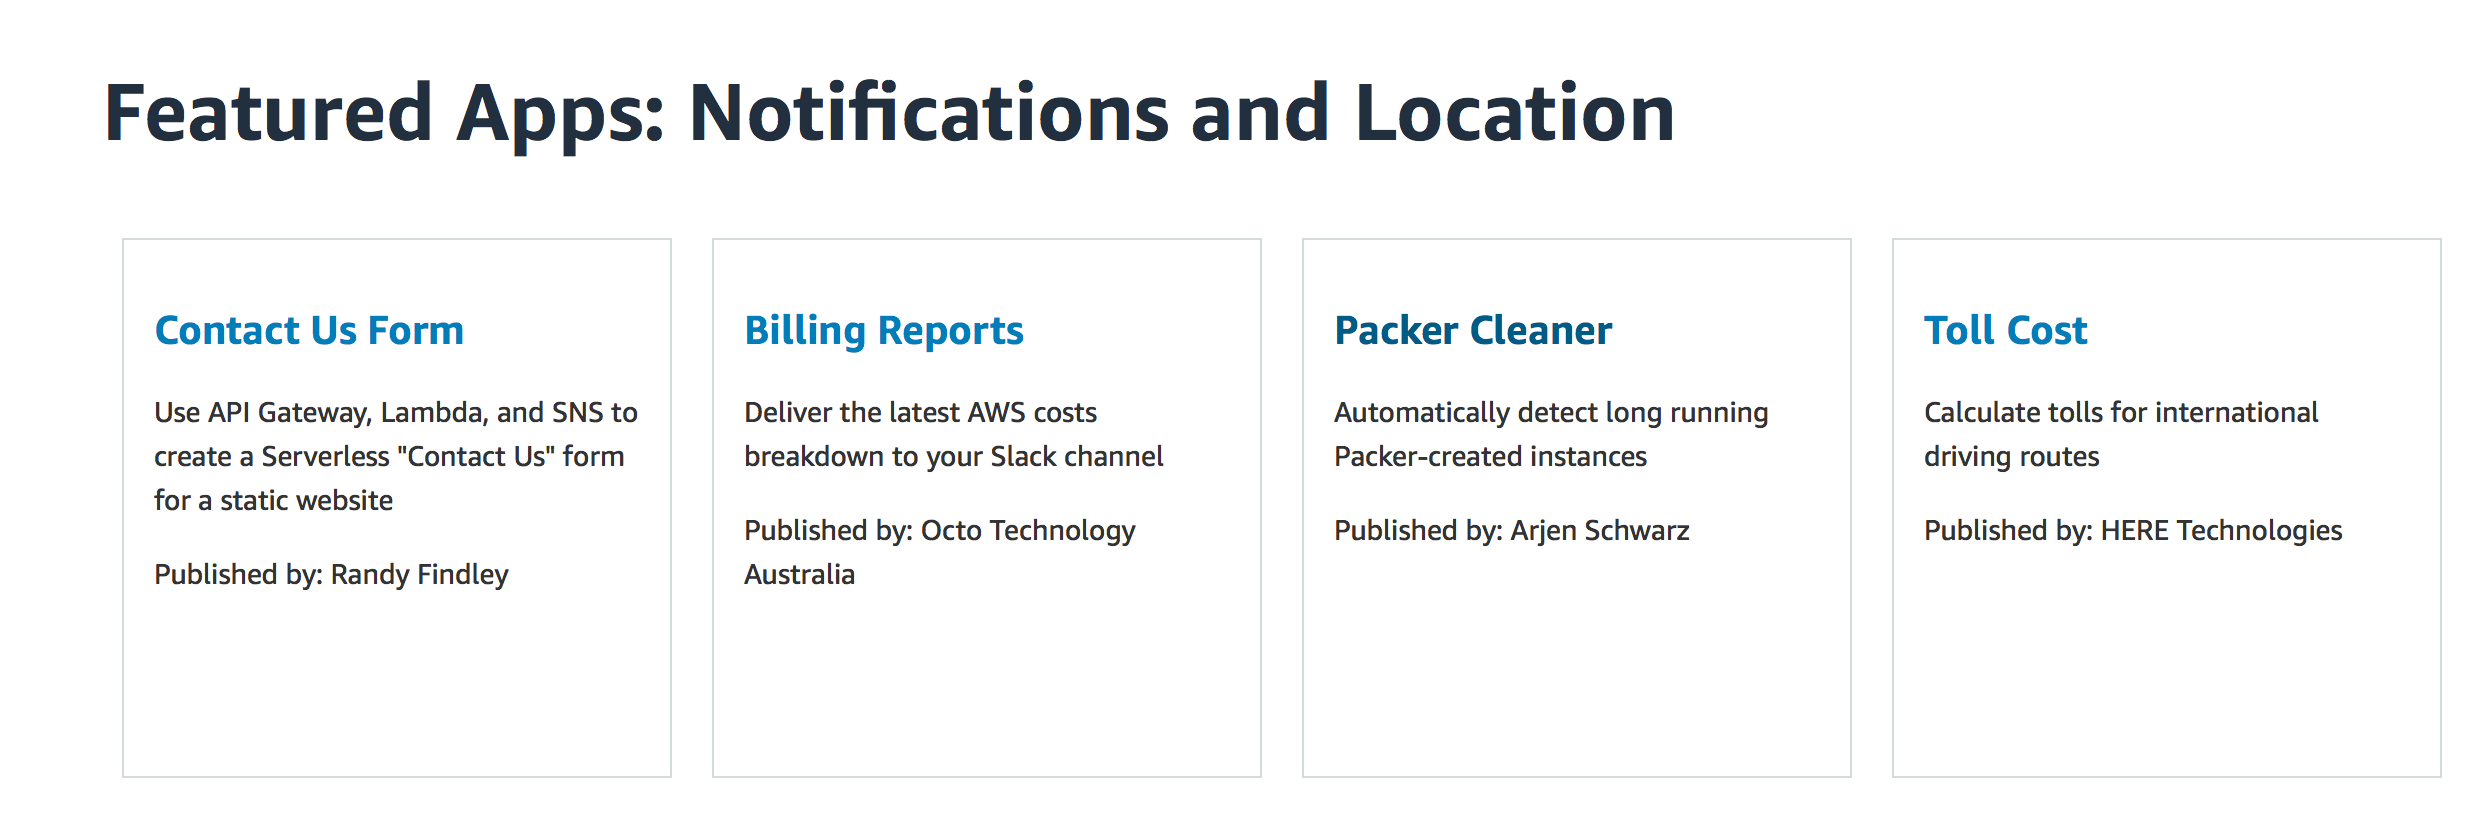 Featured Apps: Notifications and Location
Contact Us Form
Use API Gateway, Lambda, and SNS to
create a Serverless "Contact Us" form
for a static website
Published by: Randy Findley
Billing Reports
Deliver the latest AWS costs
breakdown to your Slack channel
Published by: Octo Technology
Australia
Packer Cleaner
Automatically detect long running
Packer-created instances
Published by: Arjen Schwarz
Toll Cost
Calculate tolls for international
driving routes
Published by: HERE Technologies